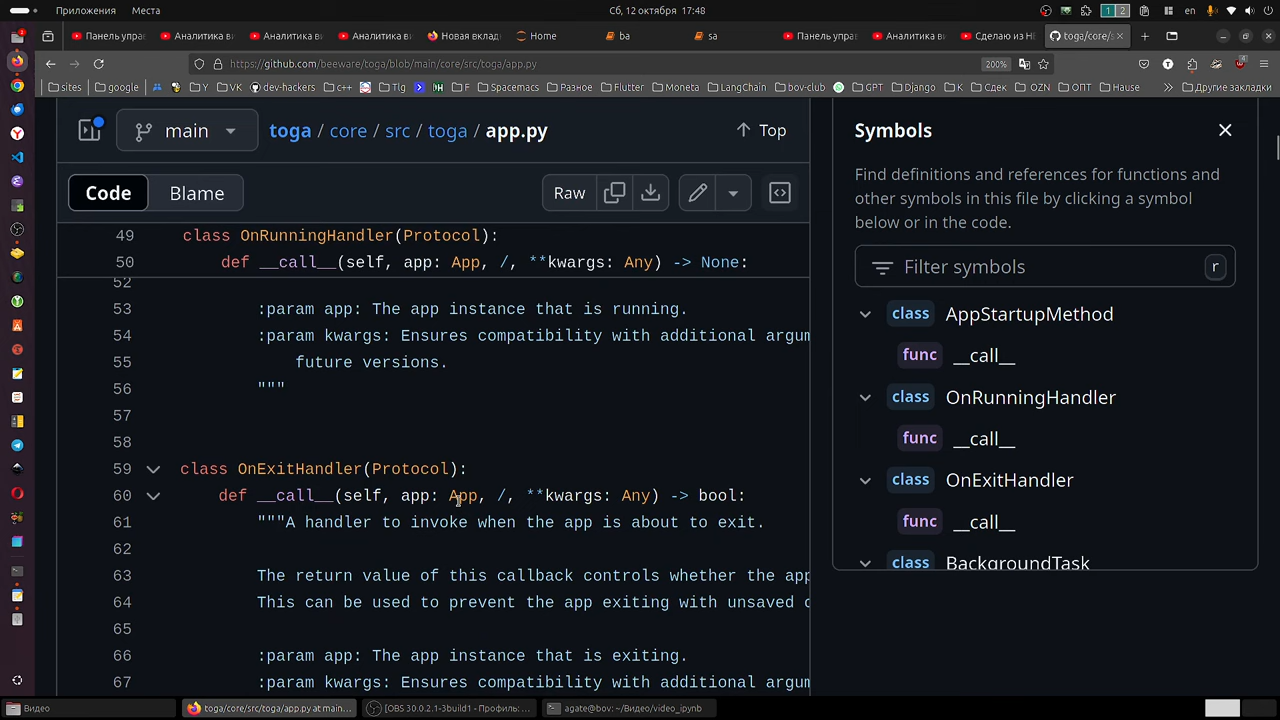 Приложения Места
Сб, 12 октября 17:48
1 2
en
Панель упра
Аналитика ви
Аналитика ви
Аналитика ви
Новая вклад
Home
ba
sa
Панель упра
Аналитика ви
Сделаю из НЕ
toga/core/s
https://github.com/beeware/toga/blob/main/core/src/toga/app.py
200%
sites google Y VK dev-hackers C++ Tlg H F Spacemacs Разное Flutter Moneta LangChain bov-club GPT Django K Сдек OZN ОПТ Hause » Другие закладки
main
toga / core / src / toga / app.py
Top
Code Blame
Raw
49 class OnRunningHandler(Protocol):
50 def __call__(self, app: App, /, **kwargs: Any) -> None:
52
53 :param app: The app instance that is running.
54 :param kwargs: Ensures compatibility with additional argum
55 future versions.
56 """
57
58
59 class OnExitHandler(Protocol):
60 def __call__(self, app: App, /, **kwargs: Any) -> bool:
61 """A handler to invoke when the app is about to exit.
62
63 The return value of this callback controls whether the app
64 This can be used to prevent the app exiting with unsaved c
65
66 :param app: The app instance that is exiting.
67 :param kwargs: Ensures compatibility with additional argum
Symbols
Find definitions and references for functions and
other symbols in this file by clicking a symbol
below or in the code.
Filter symbols
r
class AppStartupMethod
func __call__
class OnRunningHandler
func __call__
class OnExitHandler
func __call__
class BackgroundTask
Видео
toga/core/src/toga/app.py at main...
[OBS 30.0.2.1-3build1 - Профиль:...
agate@bov: ~/Видео/video_ipynb